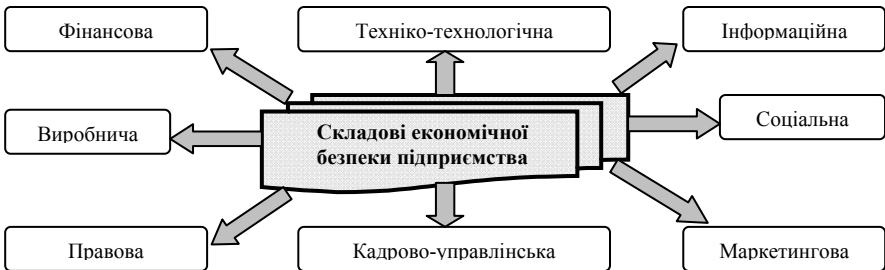 Фінансова
Техніко-технологічна
Інформаційна
Виробнича
Складові економічної
безпеки підприємства
Соціальна
Правова
Кадрово-управлінська
Маркетингова